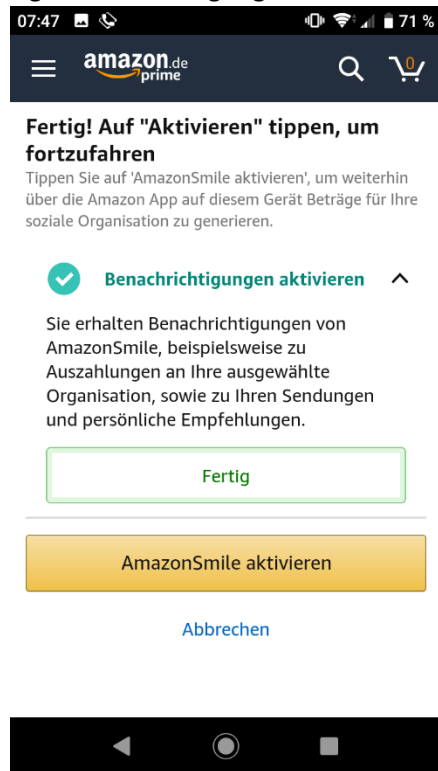 07:47 71 %
amazon.de
prime
0
Fertig! Auf "Aktivieren" tippen, um
fortzufahren
Tippen Sie auf 'AmazonSmile aktivieren', um weiterhin
über die Amazon App auf diesem Gerät Beträge für Ihre
soziale Organisation zu generieren.
Benachrichtigungen aktivieren
Sie erhalten Benachrichtigungen von
AmazonSmile, beispielsweise zu
Auszahlungen an Ihre ausgewählte
Organisation, sowie zu Ihren Sendungen
und persönliche Empfehlungen.
Fertig
AmazonSmile aktivieren
Abbrechen